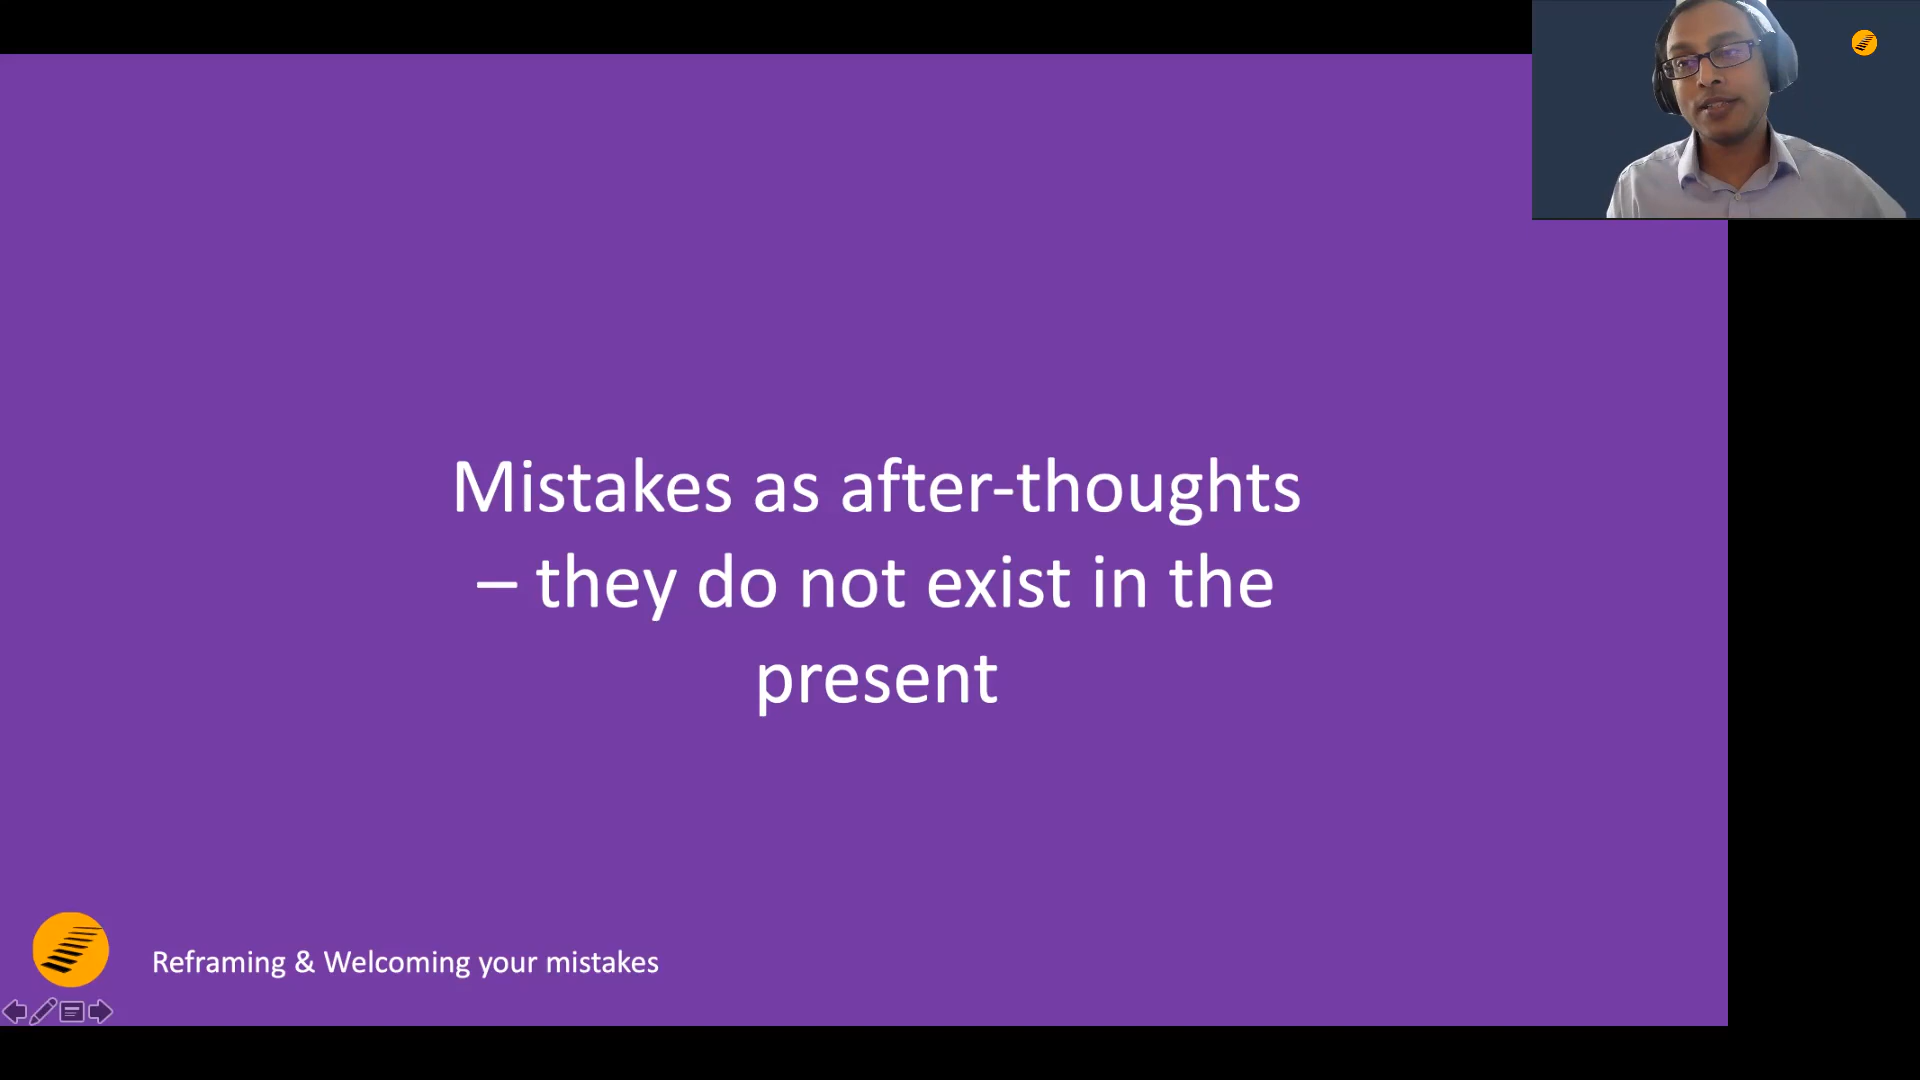 Mistakes as after-thoughts
– they do not exist in the
present
Reframing & Welcoming your mistakes